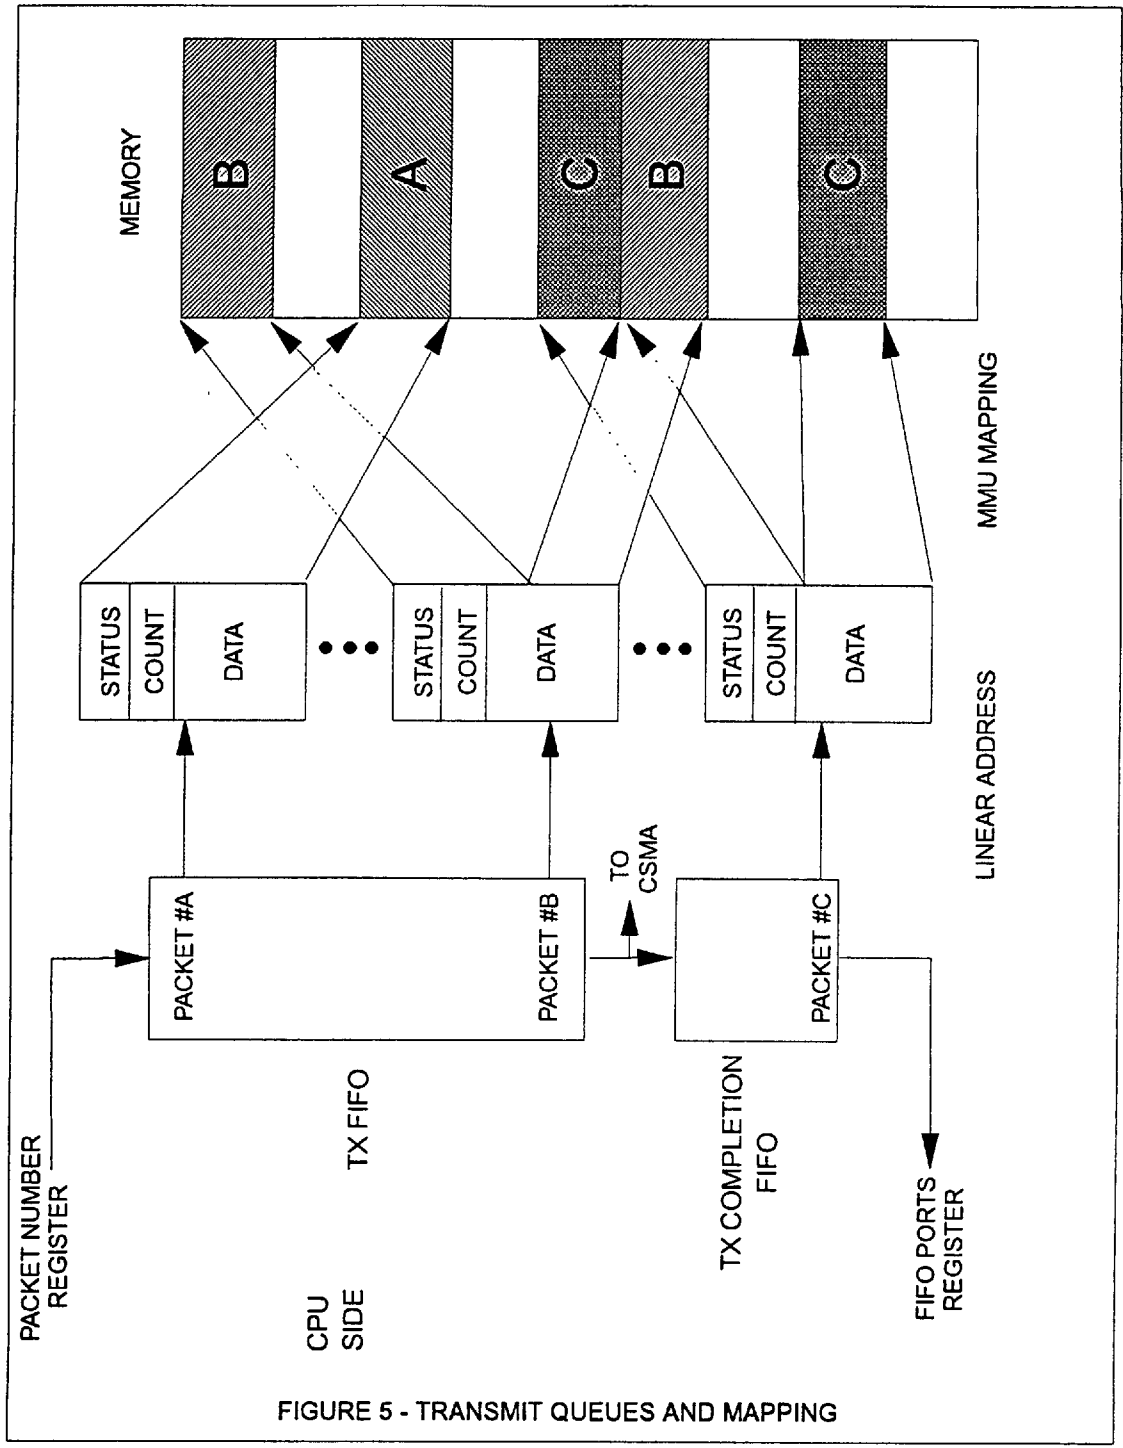 PACKET NUMBER
REGISTER
CPU
SIDE
TX FIFO
PACKET #A
PACKET #B
TO
CSMA
TX COMPLETION
FIFO
PACKET #C
FIFO PORTS
REGISTER
STATUS
COUNT
DATA
STATUS
COUNT
DATA
STATUS
COUNT
DATA
LINEAR ADDRESS
MMU MAPPING
MEMORY
B
A
C
B
C
FIGURE 5 - TRANSMIT QUEUES AND MAPPING